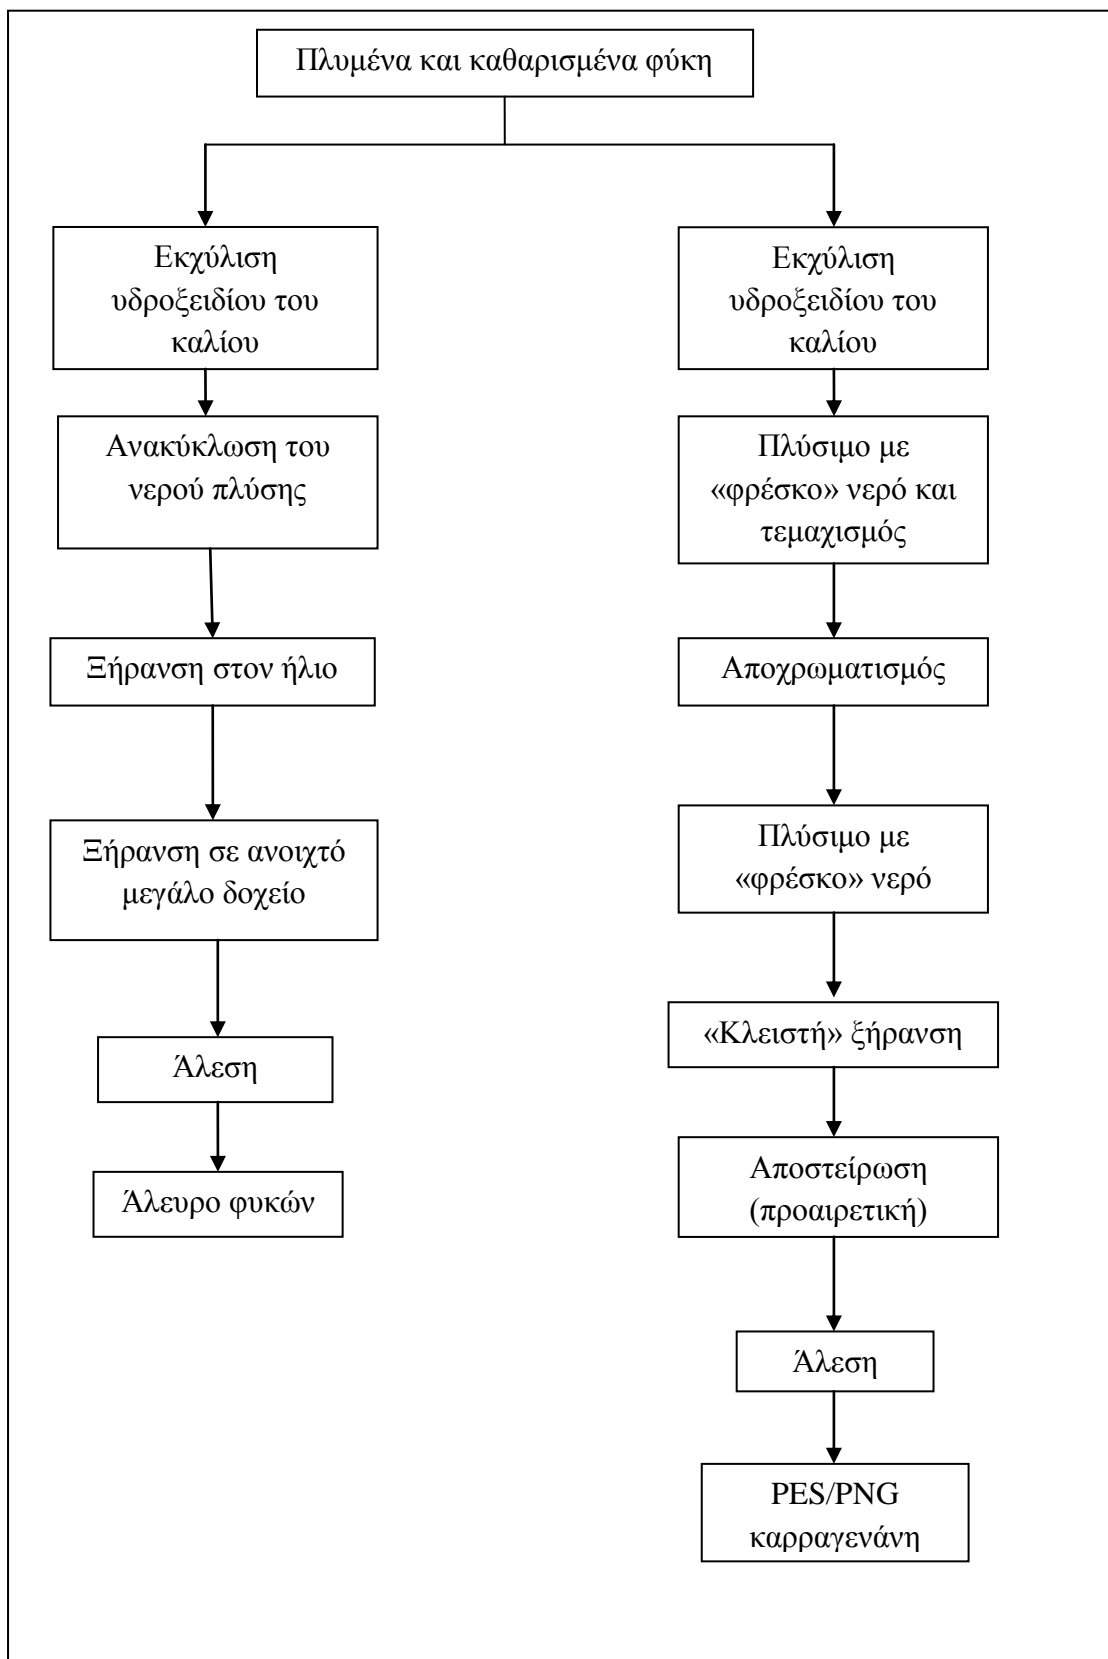 Πλυμένα και καθαρισμένα φύκη
Εκχύλιση
υδροξειδίου του
καλίου
Ανακύκλωση του
νερού πλύσης
Ξήρανση στον ήλιο
Ξήρανση σε ανοιχτό
μεγάλο δοχείο
Άλεση
Άλευρο φυκών
Εκχύλιση
υδροξειδίου του
καλίου
Πλύσιμο με
«φρέσκο» νερό και
τεμαχισμός
Αποχρωματισμός
Πλύσιμο με
«φρέσκο» νερό
«Κλειστή» ξήρανση
Αποστείρωση
(προαιρετική)
Άλεση
PES/PNG
καρραγενάνη